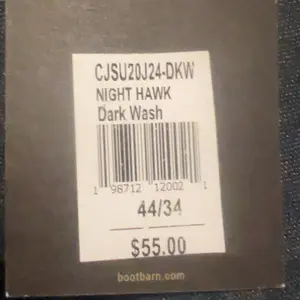 CJSU20J24-DKW
NIGHT HAWK
Dark Wash
1 98712 12002 1
44/34
$55.00
bootbarn.com